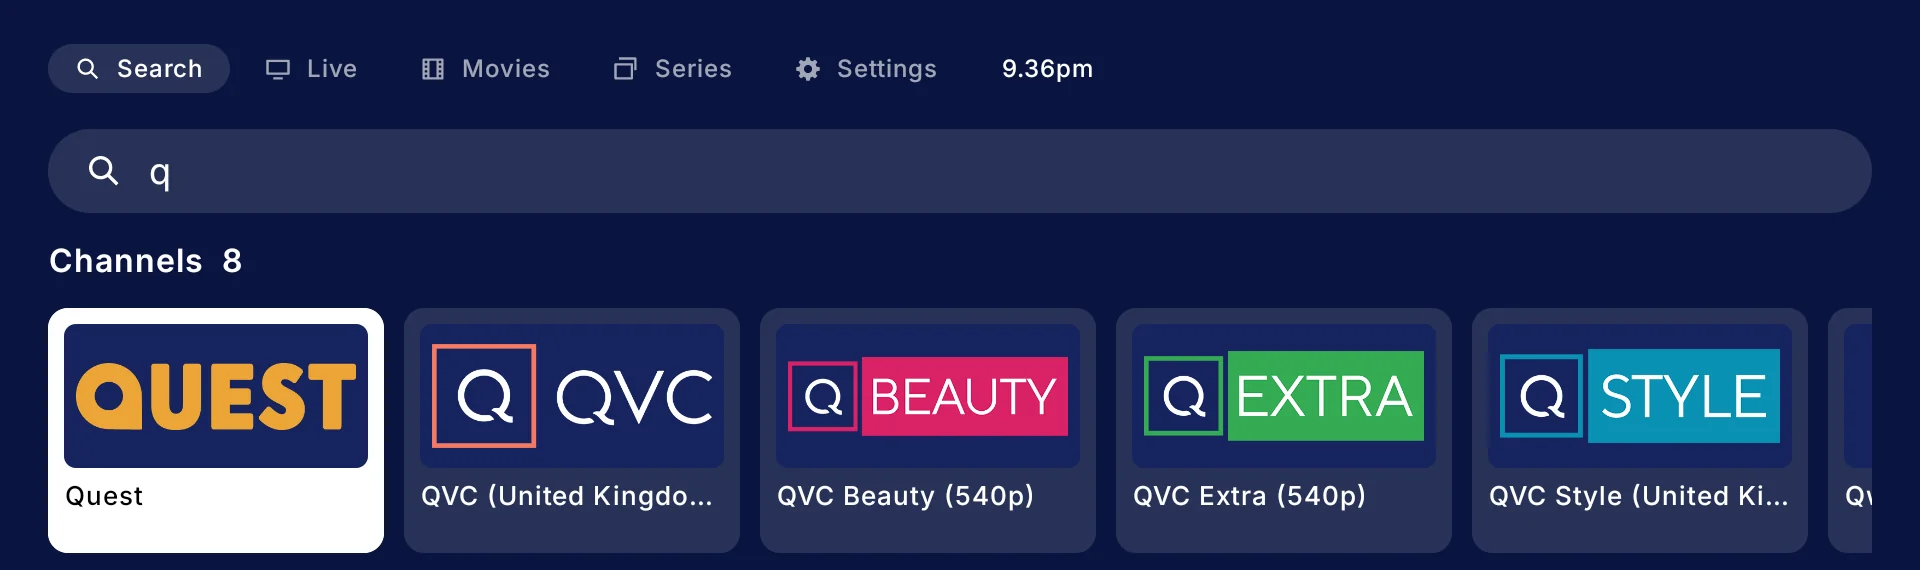 Search Live Movies Series Settings 9.36pm
q
Channels 8
QUEST Q QVC Q BEAUTY Q EXTRA Q STYLE
Quest QVC (United Kingdo... QVC Beauty (540p) QVC Extra (540p) QVC Style (United Ki...